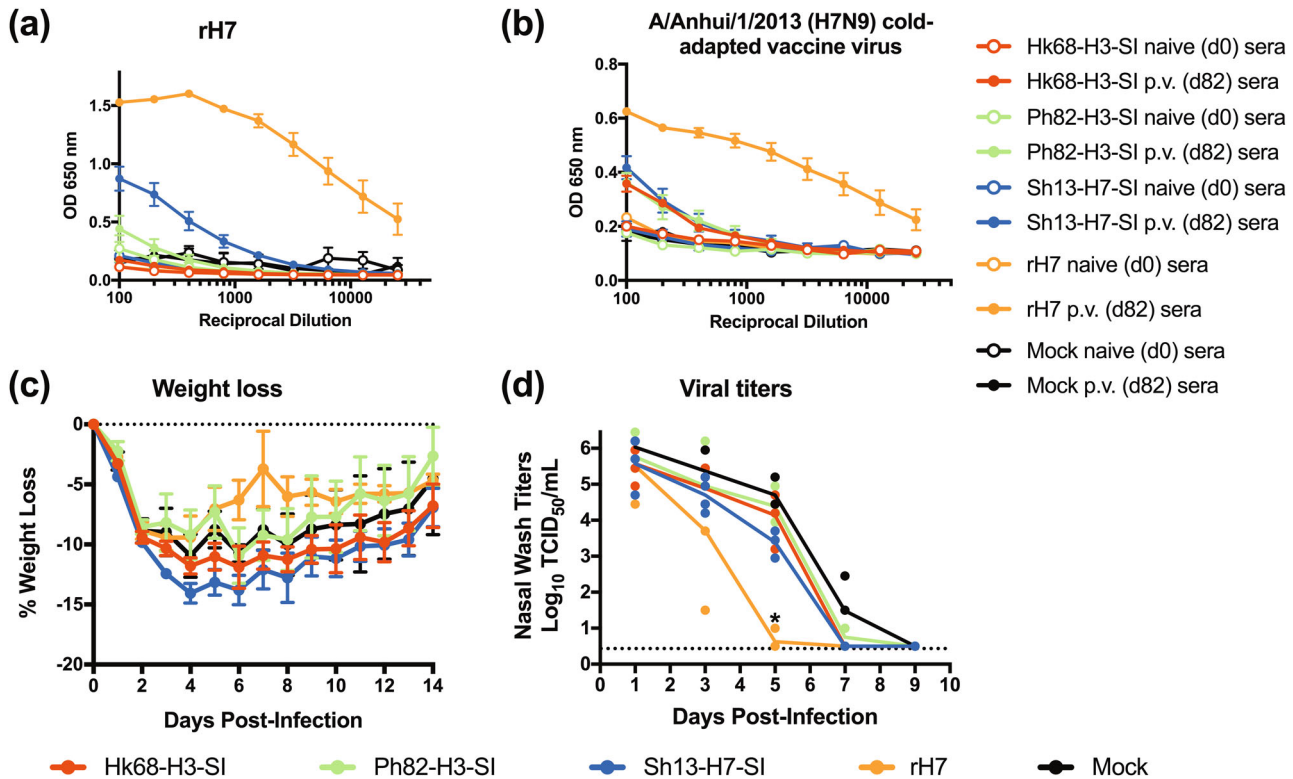 (a)
rH7
OD 650 nm
1.5
1.0
0.5
0.0
100
1000
10000
Reciprocal Dilution
(b)
A/Anhui/1/2013 (H7N9) cold-
adapted vaccine virus
OD 650 nm
0.8
0.6
0.4
0.2
0.0
100
1000
10000
Reciprocal Dilution
Hk68-H3-SI naive (d0) sera
Hk68-H3-SI p.v. (d82) sera
Ph82-H3-SI naive (d0) sera
Ph82-H3-SI p.v. (d82) sera
Sh13-H7-SI naive (d0) sera
Sh13-H7-SI p.v. (d82) sera
rH7 naive (d0) sera
rH7 p.v. (d82) sera
Mock naive (d0) sera
Mock p.v. (d82) sera
(c)
Weight loss
% Weight Loss
0
-5
-10
-15
-20
0 2 4 6 8 10 12 14
Days Post-Infection
(d)
Viral titers
Nasal Wash Titers
Log10 TCID50/mL
6
5
4
3
2
1
0
*
0 1 2 3 4 5 6 7 8 9 10
Days Post-Infection
Hk68-H3-SI Ph82-H3-SI Sh13-H7-SI rH7 Mock